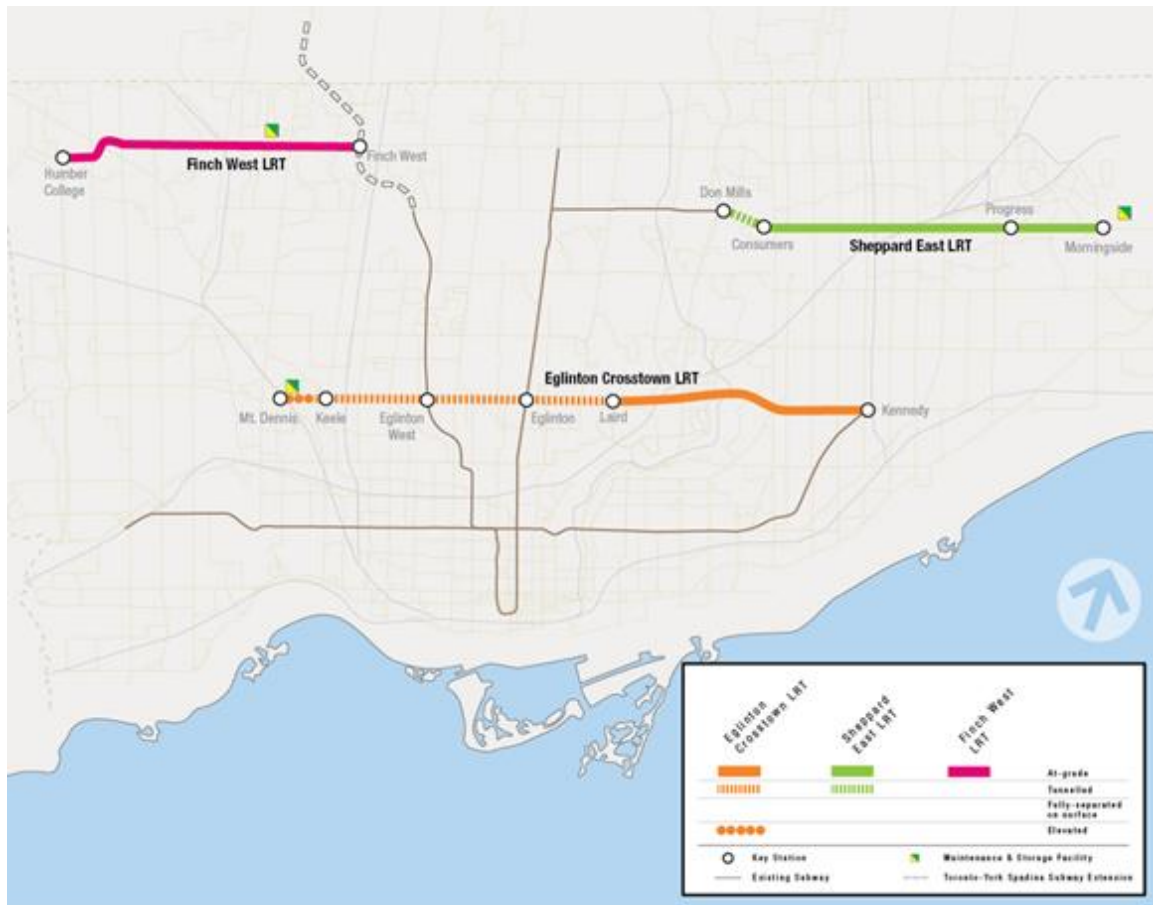 Finch West
Humber
College
Finch West LRT
Don Mills
Consumers
Progress
Sheppard East LRT
Morningside
Eglinton Crosstown LRT
Mt. Dennis
Keele
Eglinton
West
Eglinton
Laird
Kennedy
Eglinton
Crosstown LRT
Sheppard
East LRT
Finch West
LRT
At-grade
Tunnelled
Fully-separated
on surface
Elevated
Key Station
Maintenance & Storage Facility
Existing Subway
Toronto-York Spadina Subway Extension